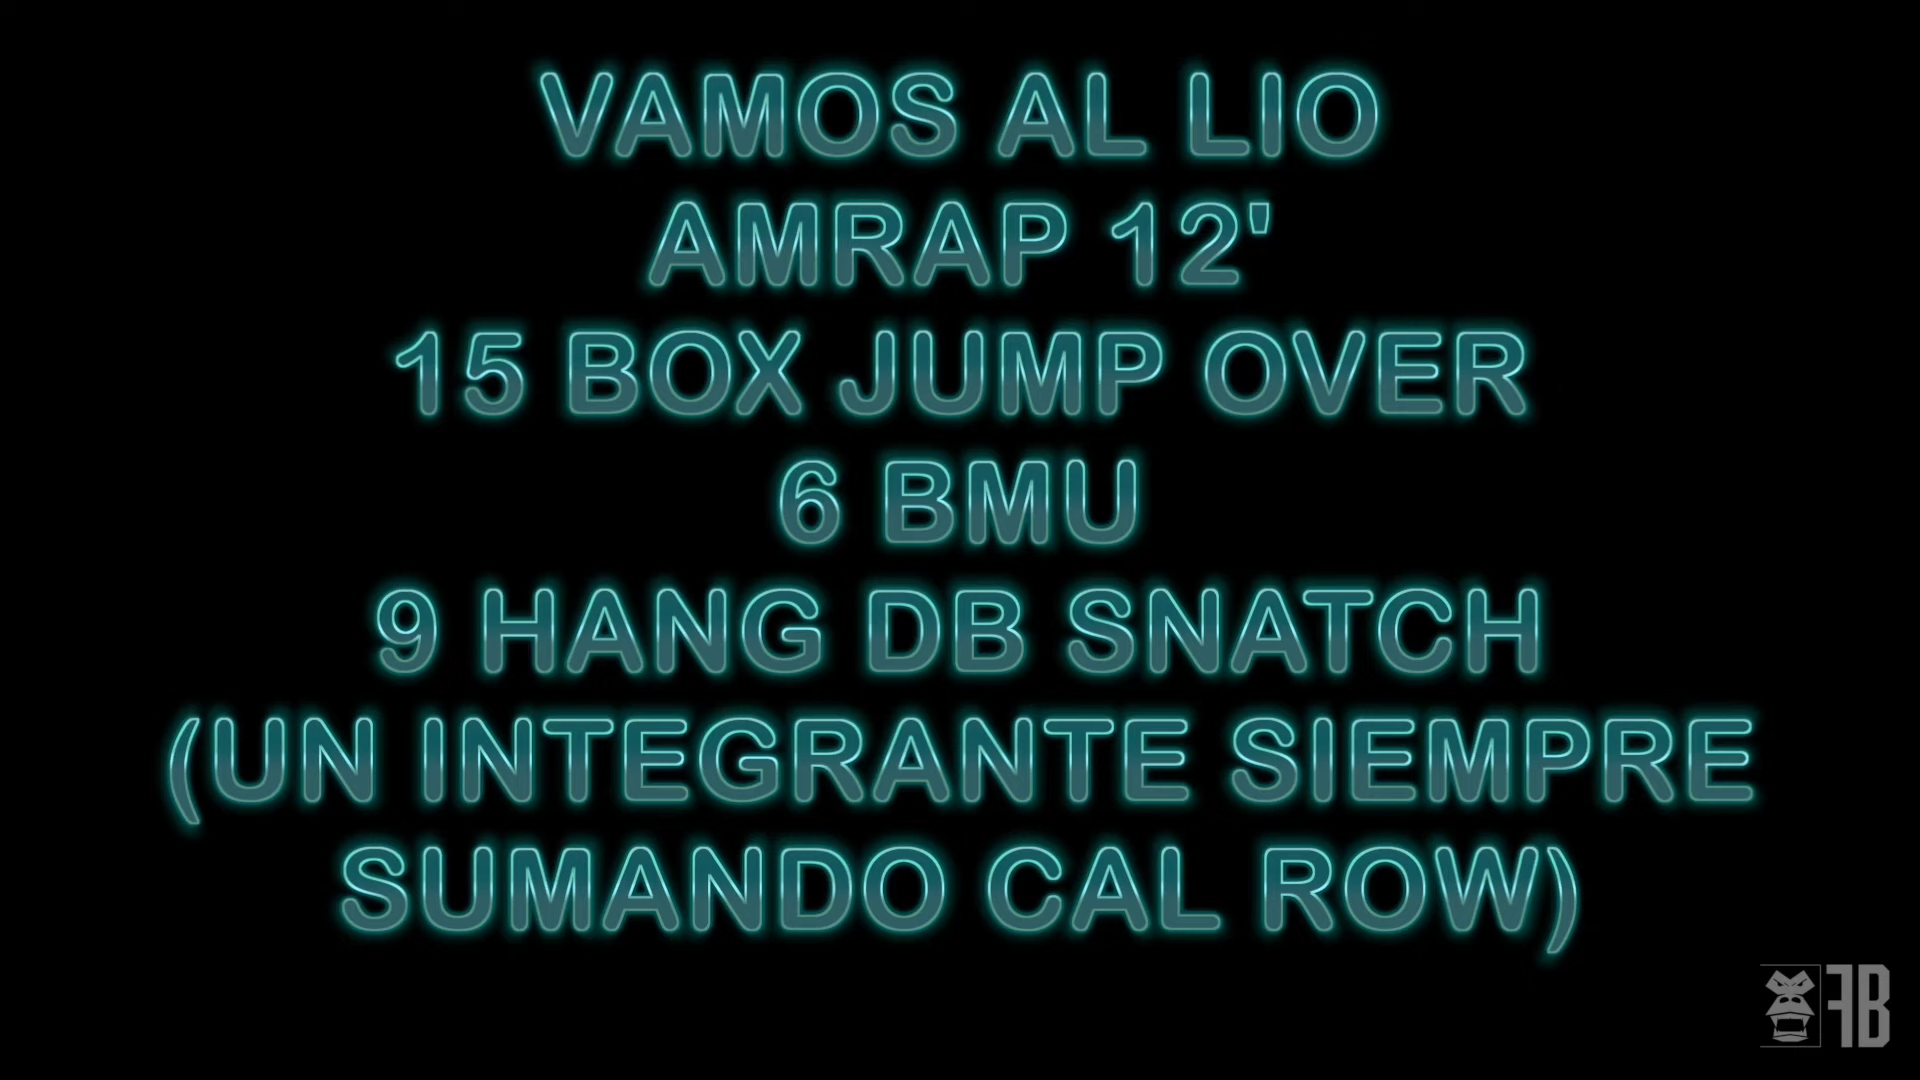 VAMOS AL LIO
AMRAP 12'
15 BOX JUMP OVER
6 BMU
9 HANG DB SNATCH
(UN INTEGRANTE SIEMPRE
SUMANDO CAL ROW)
FB